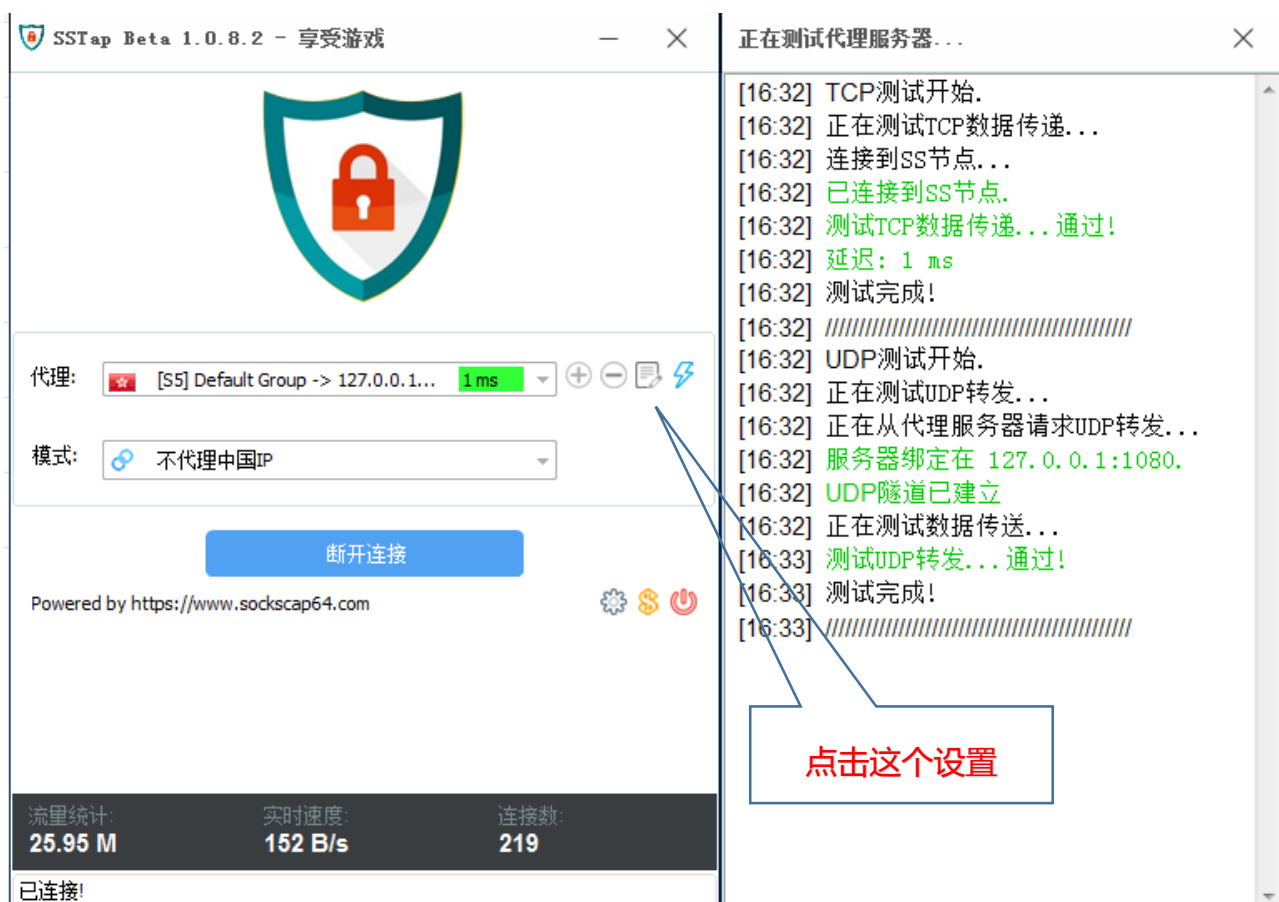 SSTap Beta 1.0.8.2 - 享受游戏
代理:
[S5] Default Group -> 127.0.0.1... 1 ms
模式:
不代理中国IP
断开连接
Powered by https://www.sockscap64.com
流量统计: 实时速度: 连接数:
25.95 M 152 B/s 219
已连接!
正在测试代理服务器...
[16:32] TCP测试开始.
[16:32] 正在测试TCP数据传递...
[16:32] 连接到SS节点...
[16:32] 已连接到SS节点.
[16:32] 测试TCP数据传递...通过!
[16:32] 延迟: 1 ms
[16:32] 测试完成!
[16:32] //////////////////////////////////////////////
[16:32] UDP测试开始.
[16:32] 正在测试UDP转发...
[16:32] 正在从代理服务器请求UDP转发...
[16:32] 服务器绑定在 127.0.0.1:1080.
[16:32] UDP隧道已建立
[16:32] 正在测试数据传送...
[16:33] 测试UDP转发...通过!
[16:33] 测试完成!
[16:33] //////////////////////////////////////////////
点击这个设置